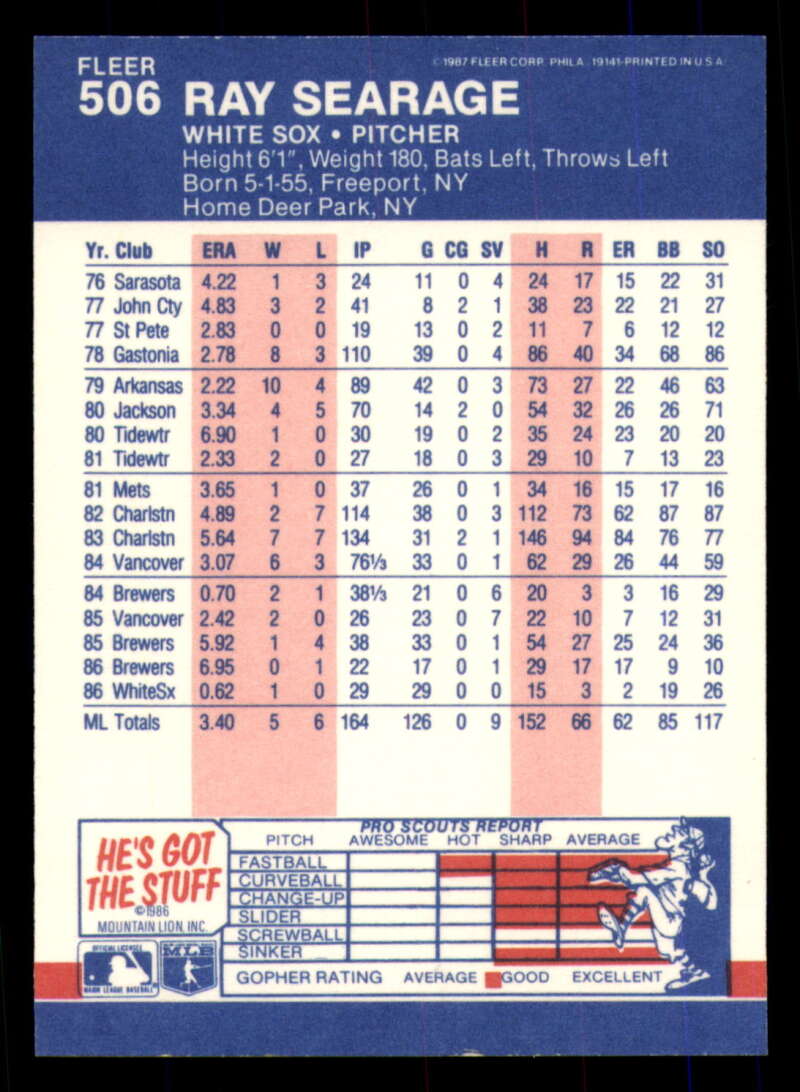 FLEER
© 1987 FLEER CORP. PHILA. 19141-PRINTED IN U S A
506 RAY SEARAGE
WHITE SOX • PITCHER
Height 6'1", Weight 180, Bats Left, Throws Left
Born 5-1-55, Freeport, NY
Home Deer Park, NY
Yr. Club ERA W L IP G CG SV H R ER BB SO
76 Sarasota 4.22 1 3 24 11 0 4 24 17 15 22 31
77 John Cty 4.83 3 2 41 8 2 1 38 23 22 21 27
77 St Pete 2.83 0 0 19 13 0 2 11 7 6 12 12
78 Gastonia 2.78 8 3 110 39 0 4 86 40 34 68 86
79 Arkansas 2.22 10 4 89 42 0 3 73 27 22 46 63
80 Jackson 3.34 4 5 70 14 2 0 54 32 26 26 71
80 Tidewtr 6.90 1 0 30 19 0 2 35 24 23 20 20
81 Tidewtr 2.33 2 0 27 18 0 3 29 10 7 13 23
81 Mets 3.65 1 0 37 26 0 1 34 16 15 17 16
82 Charlstn 4.89 2 7 114 38 0 3 112 73 62 87 87
83 Charlstn 5.64 7 7 134 31 2 1 146 94 84 76 77
84 Vancover 3.07 6 3 76⅓ 33 0 1 62 29 26 44 59
84 Brewers 0.70 2 1 38⅓ 21 0 6 20 3 3 16 29
85 Vancover 2.42 2 0 26 23 0 7 22 10 7 12 31
85 Brewers 5.92 1 4 38 33 0 1 54 27 25 24 36
86 Brewers 6.95 0 1 22 17 0 1 29 17 17 9 10
86 WhiteSx 0.62 1 0 29 29 0 0 15 3 2 19 26
ML Totals 3.40 5 6 164 126 0 9 152 66 62 85 117
HE'S GOT
THE STUFF
©1986
MOUNTAIN LION, INC.
OFFICIAL LICENSEE
MAJOR LEAGUE BASEBALL
MLB
PRO SCOUTS REPORT
PITCH AWESOME HOT SHARP AVERAGE
FASTBALL
CURVEBALL
CHANGE-UP
SLIDER
SCREWBALL
SINKER
GOPHER RATING AVERAGE GOOD EXCELLENT